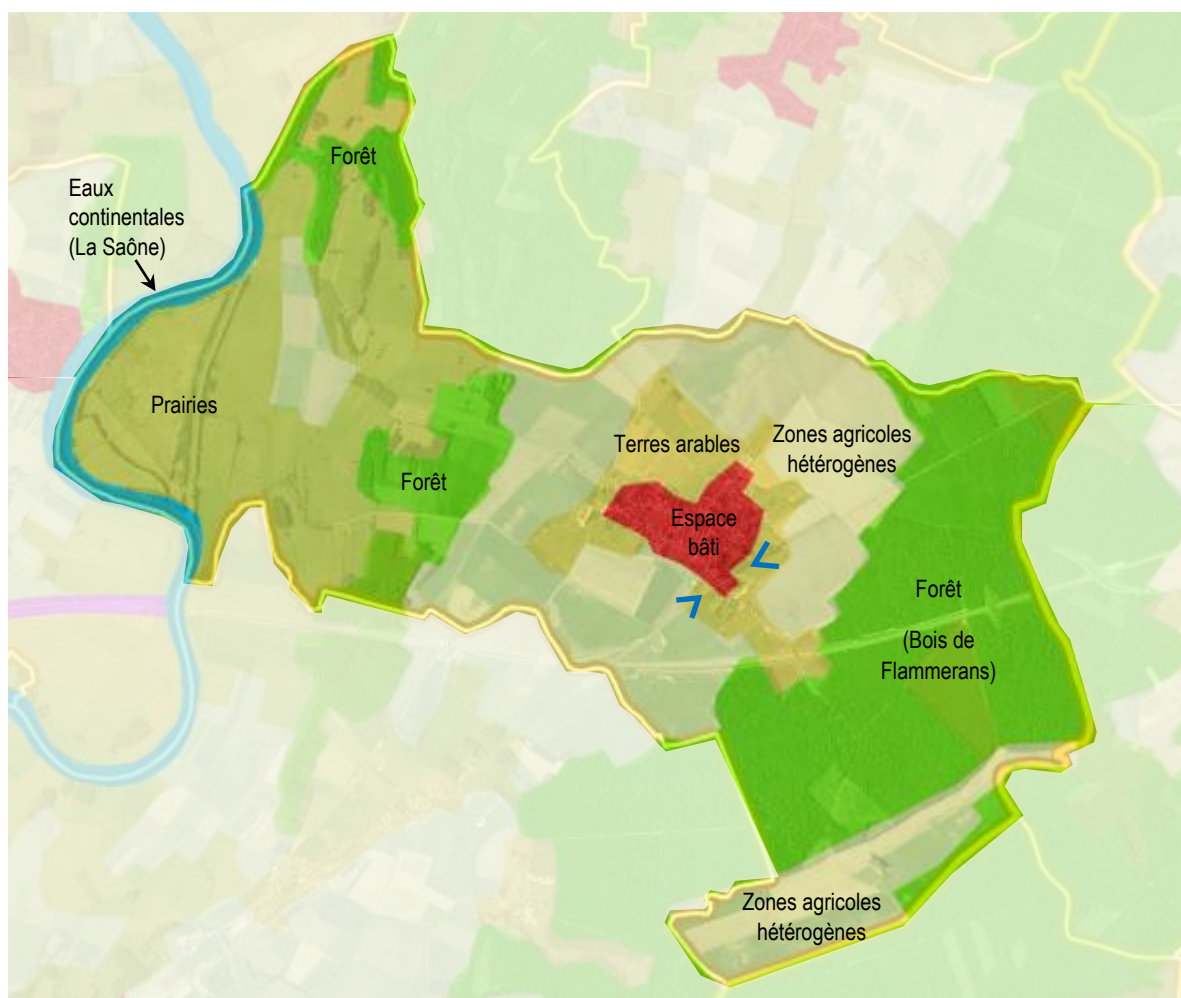 Forêt
Eaux
continentales
(La Saône)
Prairies
Terres arables
Zones agricoles
hétérogènes
Forêt
Espace
bâti
Forêt
(Bois de
Flammerans)
Zones agricoles
hétérogènes